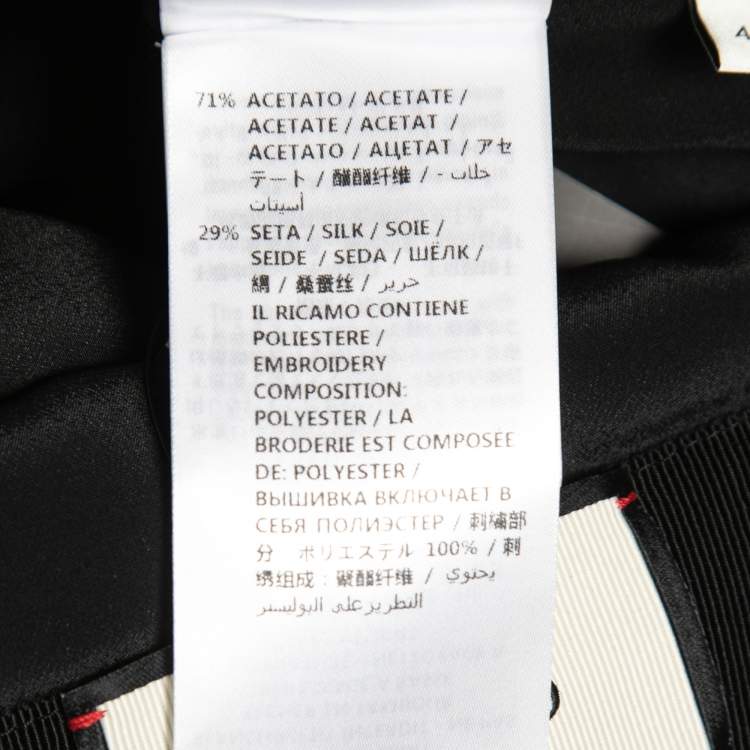 71% ACETATO / ACETATE /
ACETATE / ACETAT /
ACETATO / АЦЕТАТ / アセ
テート / 醋酯纤维 / - خلات
أسيتات
29% SETA / SILK / SOIE /
SEIDE / SEDA / ШЁЛК /
絹 / 桑蚕丝 / حرير
IL RICAMO CONTIENE
POLIESTERE /
EMBROIDERY
COMPOSITION:
POLYESTER / LA
BRODERIE EST COMPOSEE
DE: POLYESTER /
ВЫШИВКА ВКЛЮЧАЕТ В
СЕБЯ ПОЛИЭСТЕР / 刺繍部
分 ポリエステル 100% / 刺
绣组成：聚酯纤维 / يحتوي
التطريز على البوليستر